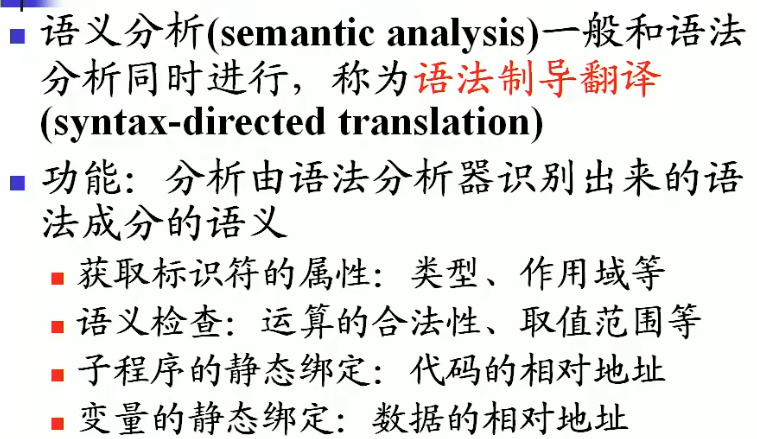 语义分析(semantic analysis)一般和语法
分析同时进行，称为语法制导翻译
(syntax-directed translation)
功能：分析由语法分析器识别出来的语
法成分的语义
获取标识符的属性：类型、作用域等
语义检查：运算的合法性、取值范围等
子程序的静态绑定：代码的相对地址
变量的静态绑定：数据的相对地址